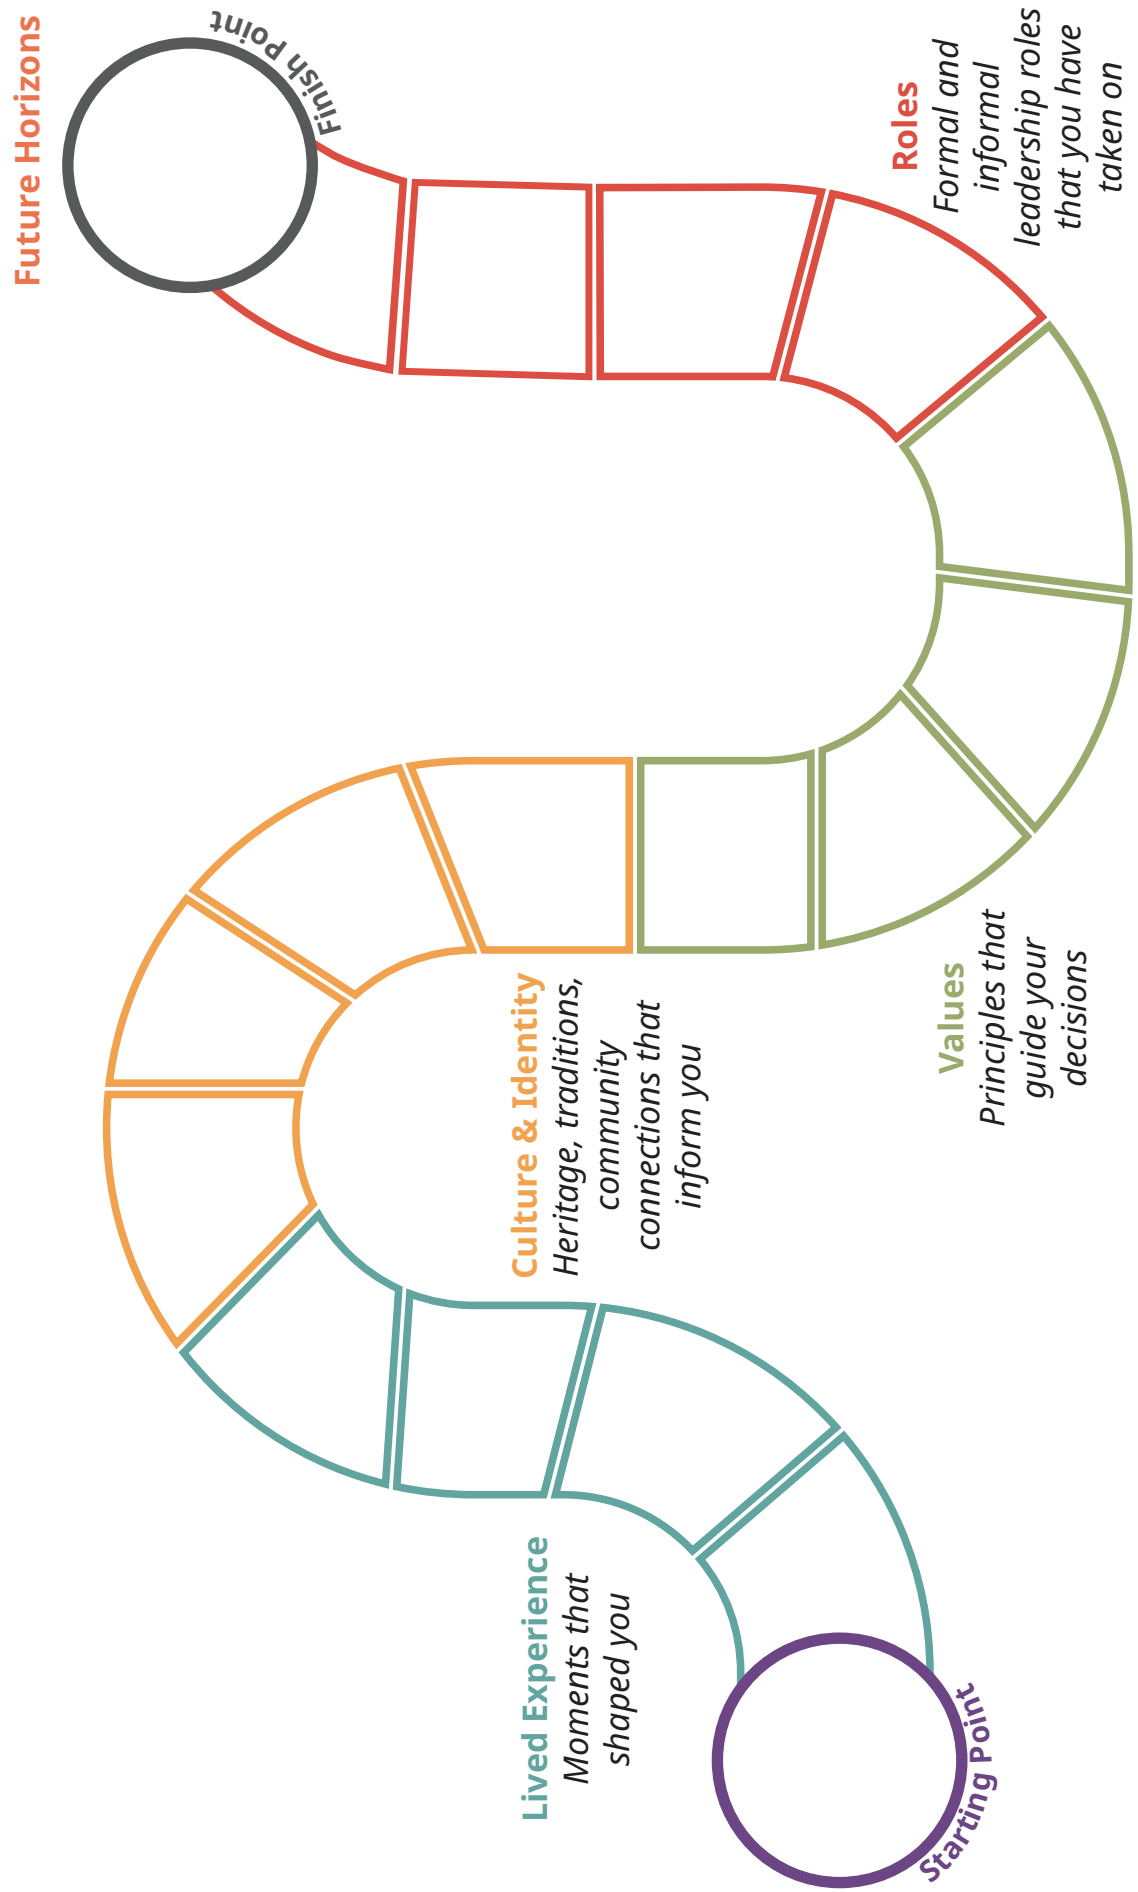 Starting Point
Lived Experience
Moments that
shaped you
Culture & Identity
Heritage, traditions,
community
connections that
inform you
Values
Principles that
guide your
decisions
Roles
Formal and
informal
leadership roles
that you have
taken on
Future Horizons
Finish Point